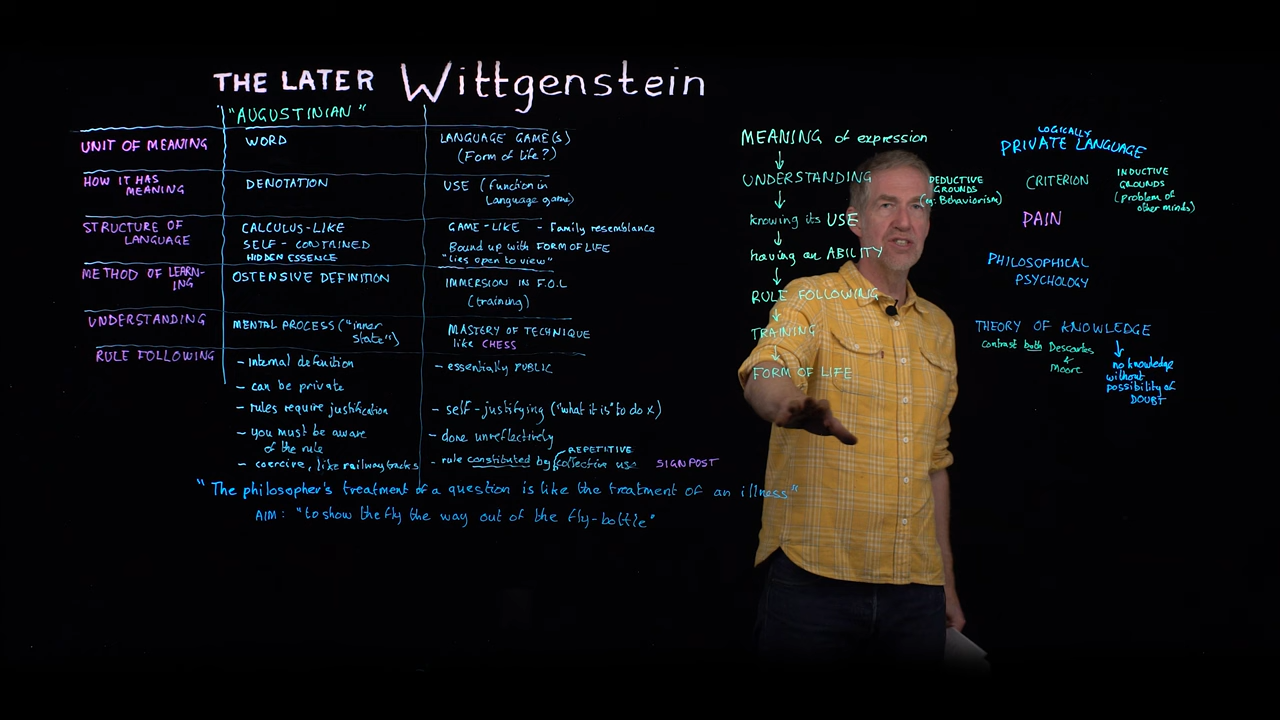 THE LATER Wittgenstein
"AUGUSTINIAN"
UNIT OF MEANING
WORD
LANGUAGE GAME(S)
(Form of life?)
HOW IT HAS
MEANING
DENOTATION
USE (function in
Language game)
STRUCTURE OF
LANGUAGE
CALCULUS-LIKE
SELF-CONTAINED
HIDDEN ESSENCE
GAME-LIKE - Family resemblance
Bound up with FORM OF LIFE
"lies open to view"
METHOD OF LEARN-
ING
OSTENSIVE DEFINITION
IMMERSION IN F.O.L
(training)
UNDERSTANDING
MENTAL PROCESS ("inner
state")
MASTERY OF TECHNIQUE
like CHESS
RULE FOLLOWING
- internal definition
- can be private
- rules require justification
- you must be aware
of the rule
- coercive, like railway tracks
- essentially PUBLIC
- self-justifying ("what it is" to do x)
- done unreflectively
- rule constituted by REPETITIVE
collective use SIGNPOST
"The philosopher's treatment of a question is like the treatment of an illness"
AIM: "to show the fly the way out of the fly-bottle"
MEANING of expression
UNDERSTANDING
knowing its USE
having an ABILITY
RULE FOLLOWING
TRAINING
FORM OF LIFE
LOGICALLY
PRIVATE LANGUAGE
DEDUCTIVE
GROUNDS
(eg. Behaviorism)
CRITERION
INDUCTIVE
GROUNDS
(problem of
other minds)
PAIN
PHILOSOPHICAL
PSYCHOLOGY
THEORY OF KNOWLEDGE
contrast both Descartes
+
Moore
no knowledge
without
possibility of
DOUBT